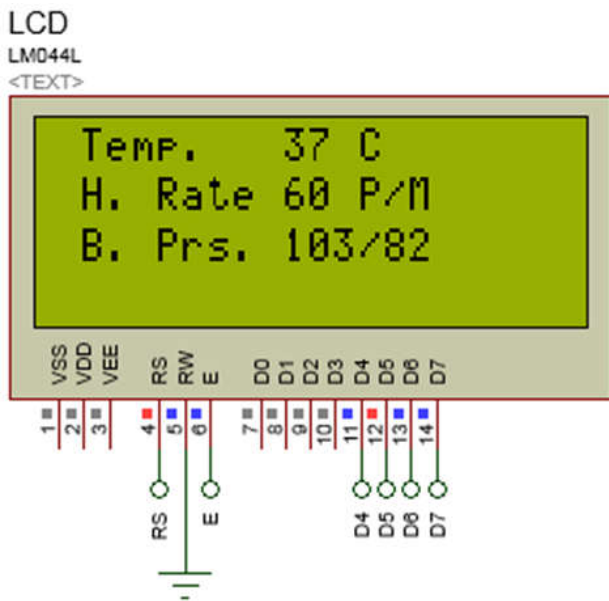 LCD
LM044L
<TEXT>
Temp. 37 C
H. Rate 60 P/M
B. Prs. 103/82
VSS VDD VEE RS RW E D0 D1 D2 D3 D4 D5 D6 D7
1 2 3 4 5 6 7 8 9 10 11 12 13 14
RS E D4 D5 D6 D7